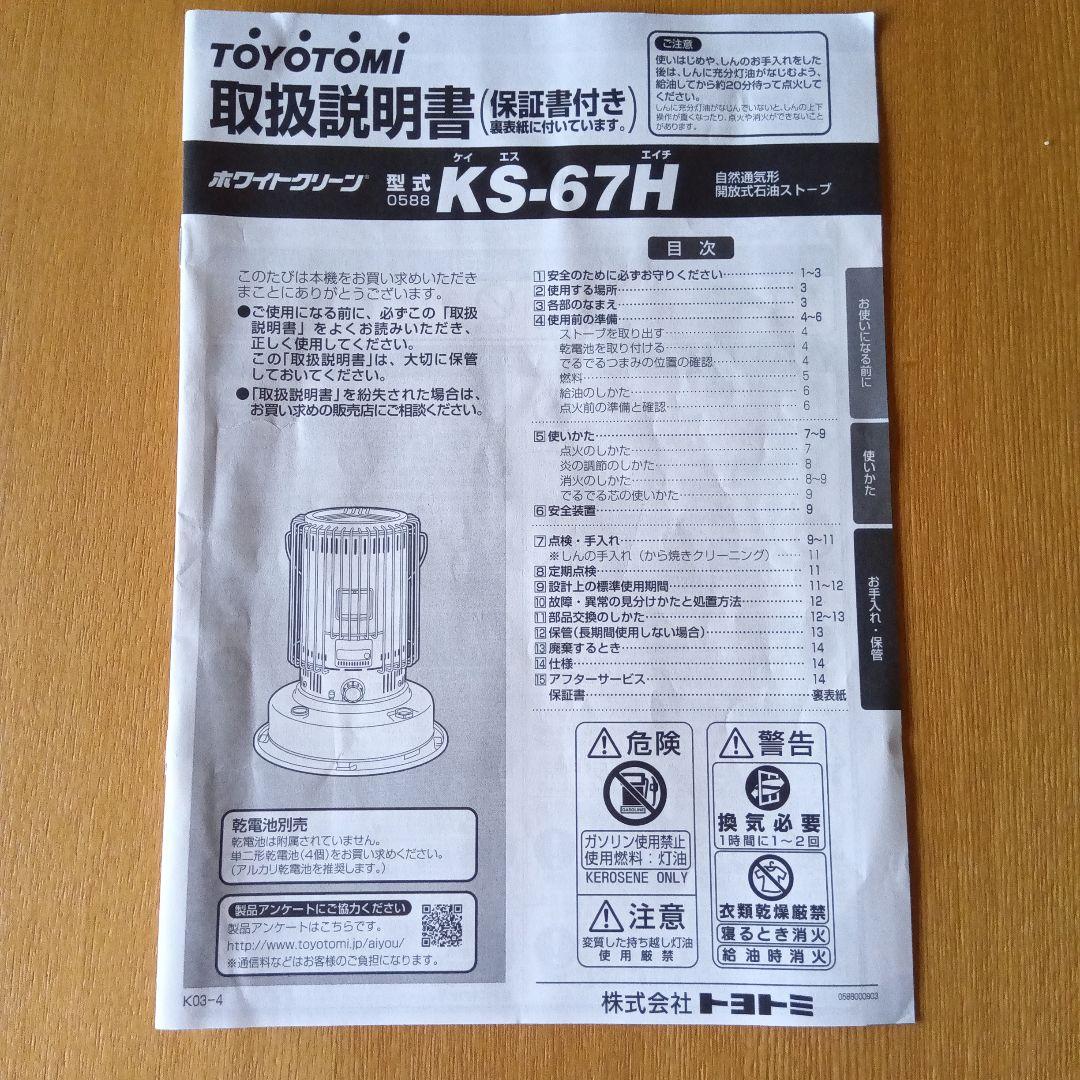 TOYOTOMI
取扱説明書
(保証書付き
裏表紙に付いています。)
ご注意
使いはじめや、しんのお手入れをした
後は、しんに充分灯油がなじむよう、
給油してから約20分待って点火して
ください。
しんに充分灯油がなじんでいないと、しんの上下
操作が重くなったり、点火や消火ができないこと
があります。
ホワイトクリーン®
型式
0588
ケイ エス エイチ
KS-67H
自然通気形
開放式石油ストーブ
このたびは本機をお買い求めいただき
まことにありがとうございます。
●ご使用になる前に、必ずこの「取扱
説明書」をよくお読みいただき、
正しく使用してください。
この「取扱説明書」は、大切に保管
しておいてください。
●「取扱説明書」を紛失された場合は、
お買い求めの販売店にご相談ください。
目次
1 安全のために必ずお守りください 1~3
2 使用する場所 3
3 各部のなまえ 3
4 使用前の準備 4~6
ストーブを取り出す 4
乾電池を取り付ける 4
でるでるつまみの位置の確認 4
燃料 5
給油のしかた 6
点火前の準備と確認 6
5 使いかた 7~9
点火のしかた 7
炎の調節のしかた 8
消火のしかた 8~9
でるでる芯の使いかた 9
6 安全装置 9
7 点検・手入れ 9~11
※しんの手入れ(から焼きクリーニング) 11
8 定期点検 11
9 設計上の標準使用期間 11~12
10 故障・異常の見分けかたと処置方法 12
11 部品交換のしかた 12~13
12 保管(長期間使用しない場合) 13
13 廃棄するとき 14
14 仕様 14
15 アフターサービス 14
保証書 裏表紙
お使いになる前に
使いかた
お手入れ・保管
乾電池別売
乾電池は附属されていません。
単二形乾電池(4個)をお買い求めください。
(アルカリ乾電池を推奨します。)
製品アンケートにご協力ください
製品アンケートはこちらです。
http://www.toyotomi.jp/aiyou/
※通信料などはお客様のご負担になります。
危険
GASOLINE
ガソリン使用禁止
使用燃料:灯油
KEROSENE ONLY
注意
変質した持ち越し灯油
使用厳禁
警告
換気必要
1時間に1~2回
衣類乾燥厳禁
寝るとき消火
給油時消火
K03-4
株式会社 トヨトミ
0588000903